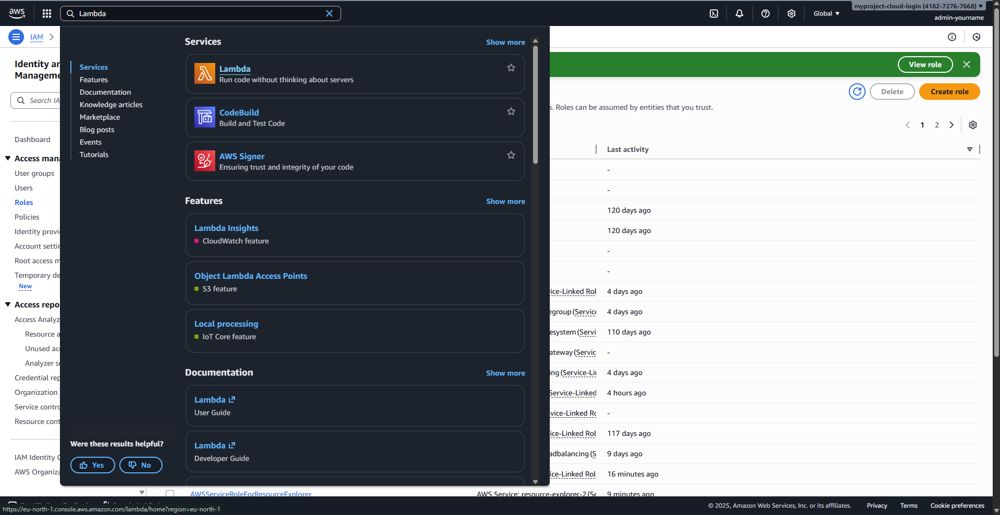 aws
Lambda
Global
myproject-cloud-login (4182-7276-7668)
admin-yourname
IAM
Identity an
Manageme
Search IA
Dashboard
Access mana
User groups
Users
Roles
Policies
Identity provi
Account settin
Root access m
Temporary de
New
Access repo
Access Analyz
Resource a
Unused acc
Analyzer se
Credential rep
Organization
Service contro
Resource cont
IAM Identity C
AWS Organiza
Services
Features
Documentation
Knowledge articles
Marketplace
Blog posts
Events
Tutorials
Were these results helpful?
Yes
No
Services
Show more
Lambda
Run code without thinking about servers
CodeBuild
Build and Test Code
AWS Signer
Ensuring trust and integrity of your code
Features
Show more
Lambda Insights
CloudWatch feature
Object Lambda Access Points
S3 feature
Local processing
IoT Core feature
Documentation
Show more
Lambda
User Guide
Lambda
Developer Guide
View role
Delete
Create role
s. Roles can be assumed by entities that you trust.
1 2
Last activity
-
-
120 days ago
120 days ago
-
-
ice-Linked Rol 4 days ago
egroup (Service 4 days ago
esystem (Servi 110 days ago
ateway (Servic -
ing (Service-Li 4 days ago
Service-Linked 4 hours ago
vice-Linked Ro -
ice-Linked Rol 117 days ago
adbalancing (S 9 days ago
ice-Linked Rol 16 minutes ago
AWSServiceRoleForResourceExplorer AWS Service: resource-explorer-2 (Se 9 minutes ago
https://eu-north-1.console.aws.amazon.com/lambda/home?region=eu-north-1
© 2025, Amazon Web Services, Inc. or its affiliates. Privacy Terms Cookie preferences